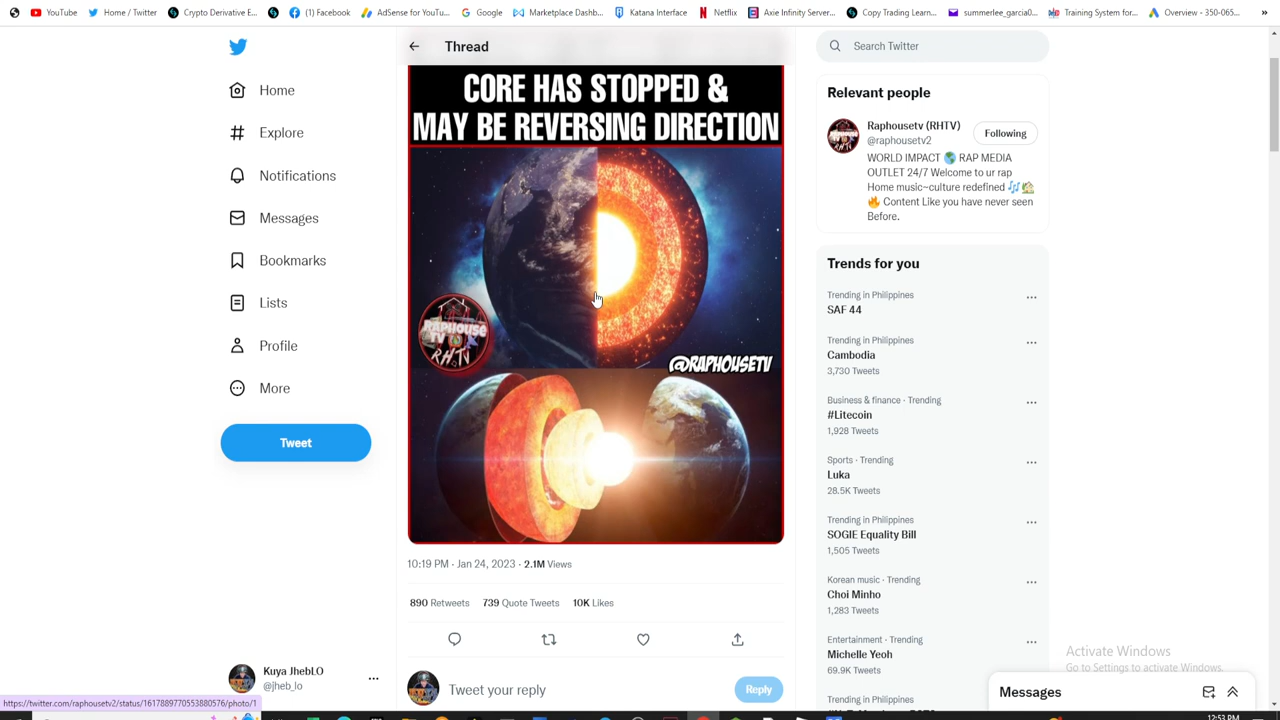 YouTube
Home / Twitter
Crypto Derivative E...
(1) Facebook
AdSense for YouTu...
Google
Marketplace Dashb...
Katana Interface
Netflix
Axie Infinity Server...
Copy Trading Learn...
summerlee_garcia0...
Training System for...
Overview - 350-065...
Thread
Search Twitter
Home
Explore
Notifications
Messages
Bookmarks
Lists
Profile
More
Tweet
Kuya JhebLO
@jheb_lo
CORE HAS STOPPED &
MAY BE REVERSING DIRECTION
RAPHOUSE
TV
RHTV
@RAPHOUSETV
10:19 PM · Jan 24, 2023 · 2.1M Views
890 Retweets 739 Quote Tweets 10K Likes
Tweet your reply
Reply
Relevant people
Raphousetv (RHTV)
@raphousetv2
Following
WORLD IMPACT 🌎 RAP MEDIA
OUTLET 24/7 Welcome to ur rap
Home music~culture redefined 🎶🏡
🔥 Content Like you have never seen
Before.
Trends for you
Trending in Philippines
SAF 44
Trending in Philippines
Cambodia
3,730 Tweets
Business & finance · Trending
#Litecoin
1,928 Tweets
Sports · Trending
Luka
28.5K Tweets
Trending in Philippines
SOGIE Equality Bill
1,505 Tweets
Korean music · Trending
Choi Minho
1,283 Tweets
Entertainment · Trending
Michelle Yeoh
69.9K Tweets
Trending in Philippines
Activate Windows
Go to Settings to activate Windows.
Messages
https://twitter.com/raphousetv2/status/1617889770553880576/photo/1
12:53 PM